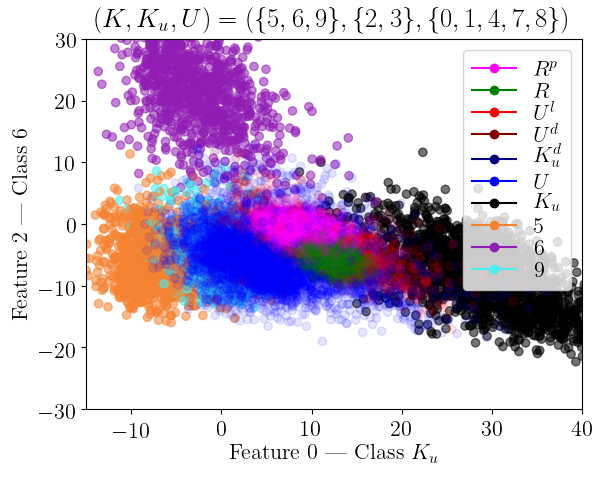 (K, K_u, U) = ({5, 6, 9}, {2, 3}, {0, 1, 4, 7, 8})
30
20
10
0
−10
−20
−30
Feature 2 — Class 6
R^p
R
U^l
U^d
K_u^d
U
K_u
5
6
9
−10
0
10
20
30
40
Feature 0 — Class K_u